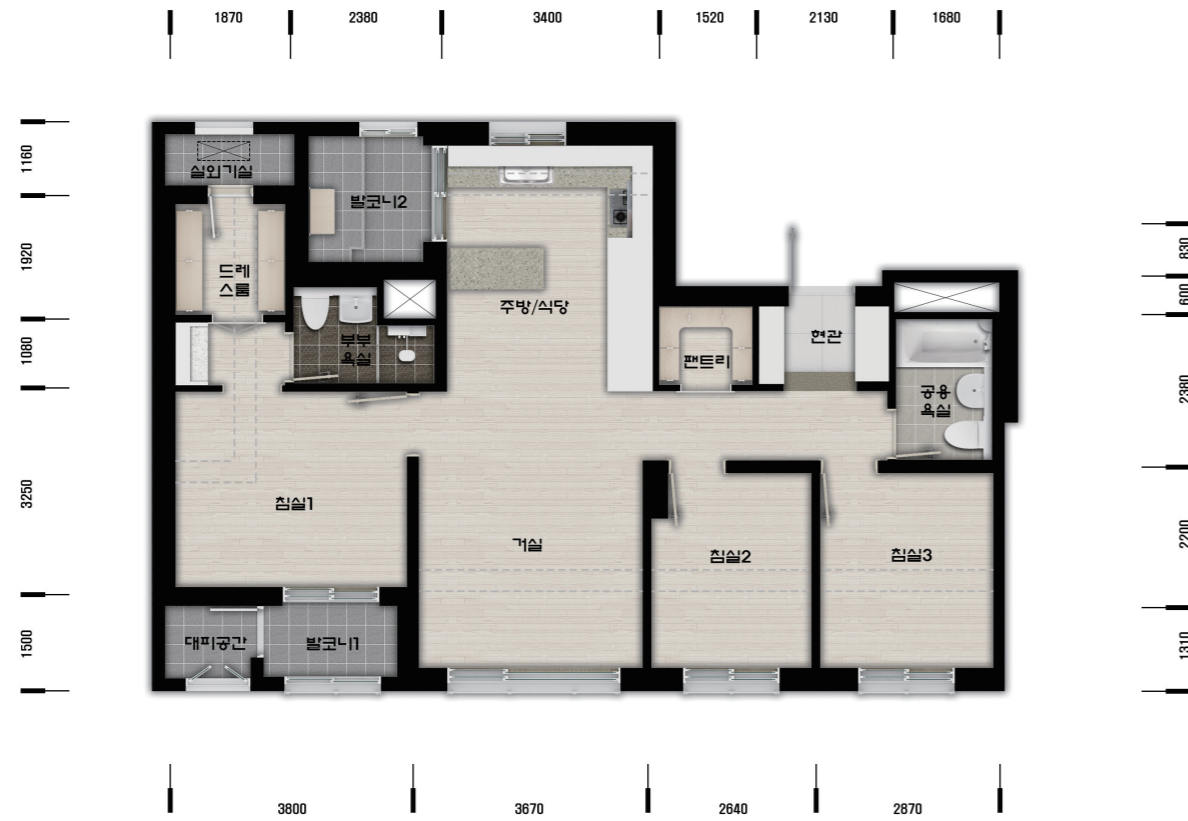 1870
2380
3400
1520
2130
1680
1160
1920
1080
3250
1500
830
600
2380
2200
1310
실외기실
발코니2
드레
스룸
주방/식당
부부
욕실
팬트리
현관
공용
욕실
침실1
거실
침실2
침실3
대피공간
발코니1
3800
3670
2640
2870